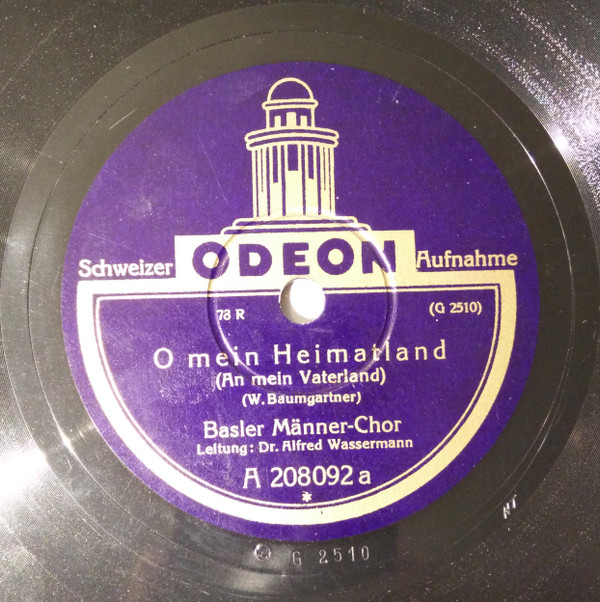 Schweizer ODEON Aufnahme
78 R (G 2510)
O mein Heimatland
(An mein Vaterland)
(W. Baumgartner)
Basler Männer-Chor
Leitung: Dr. Alfred Wassermann
A 208092 a
*
G 2510